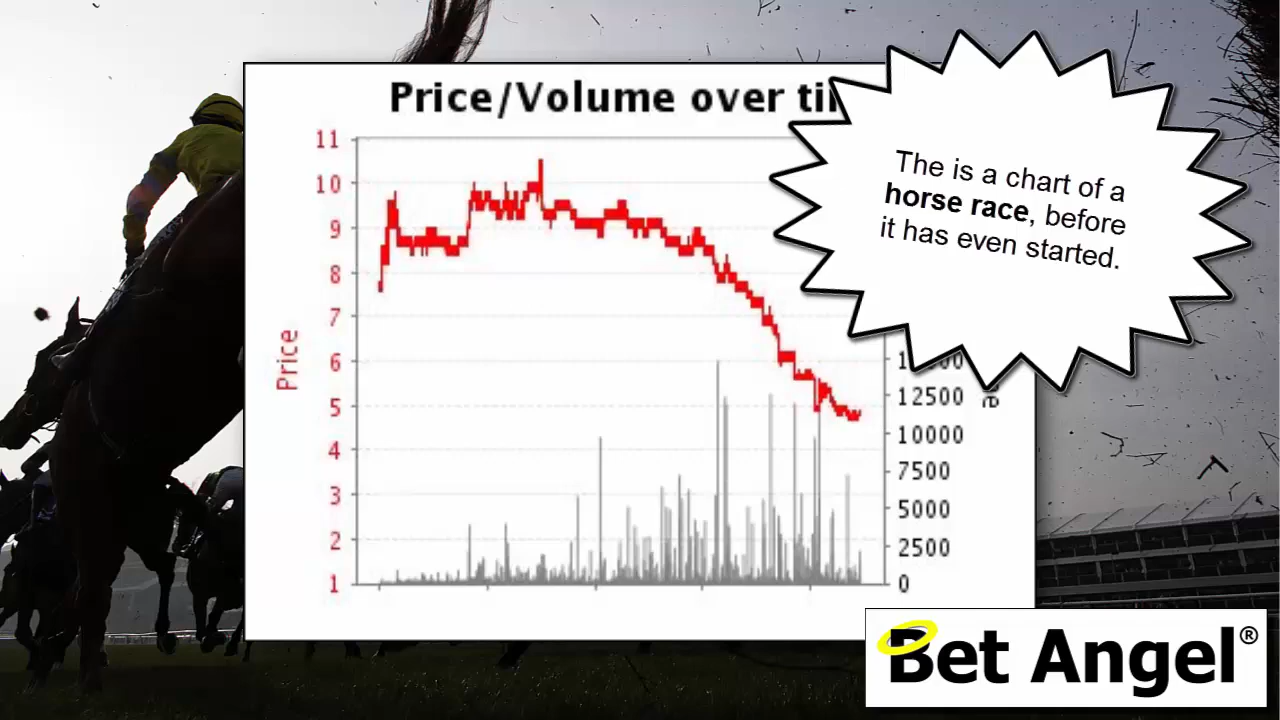 Price/Volume over
The is a chart of a
horse race, before
it has even started.
11
10
9
8
7
6
5
4
3
2
1
Price
12500
10000
7500
5000
2500
0
Bet Angel®